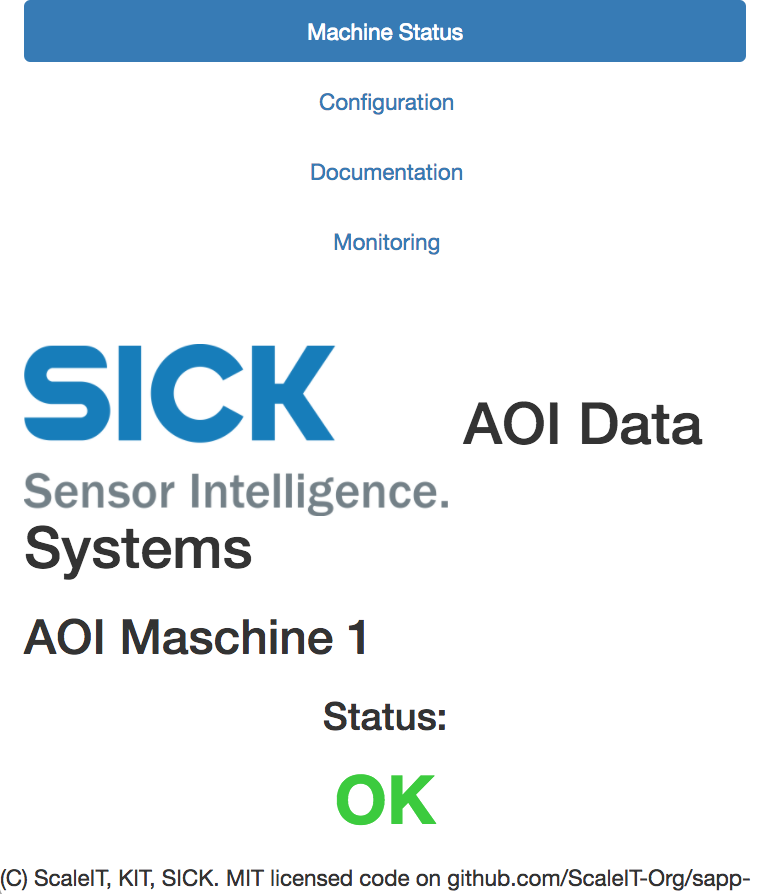 Machine Status
Configuration
Documentation
Monitoring
SICK
Sensor Intelligence.
AOI Data
Systems
AOI Maschine 1
Status:
OK
(C) ScaleIT, KIT, SICK. MIT licensed code on github.com/ScaleIT-Org/sapp-